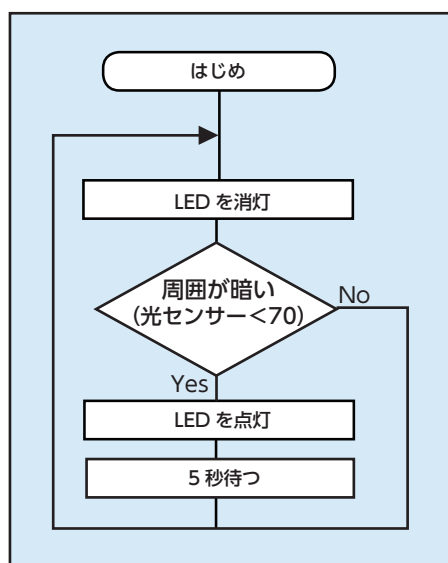 はじめ
LED を消灯
周囲が暗い
(光センサー<70)
No
Yes
LED を点灯
5 秒待つ